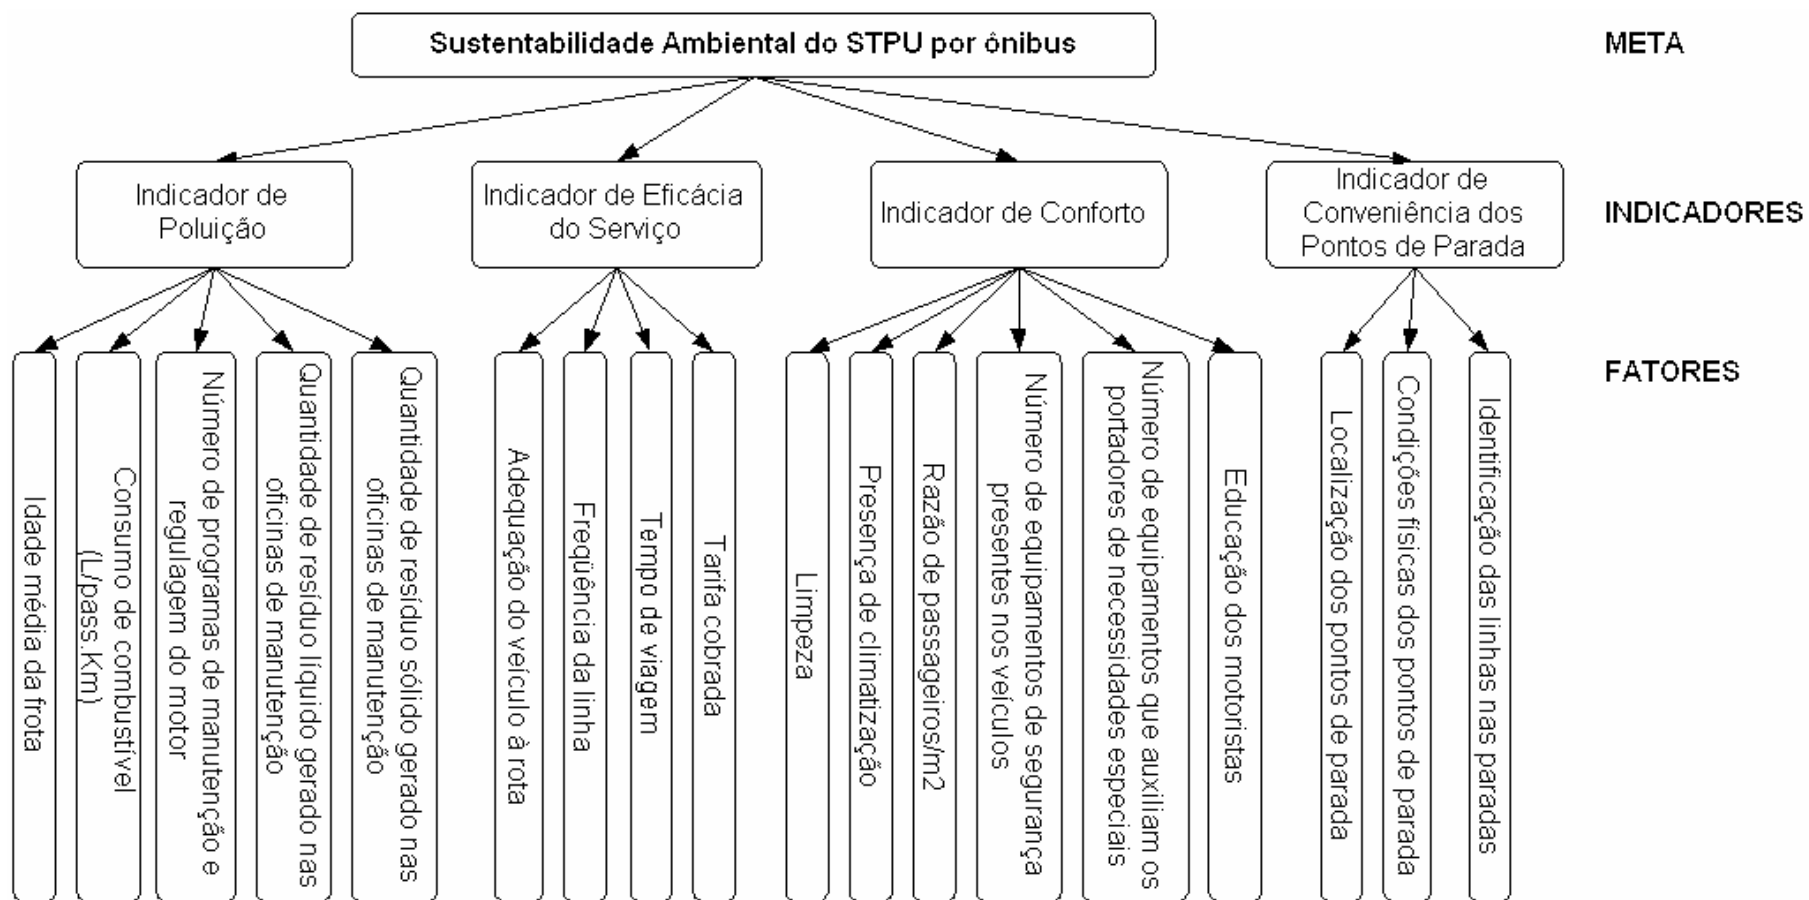 Sustentabilidade Ambiental do STPU por ônibus
META
Indicador de
Poluição
Indicador de Eficácia
do Serviço
Indicador de Conforto
Indicador de
Conveniência dos
Pontos de Parada
INDICADORES
FATORES
Idade média da frota
Consumo de combustível
(L/pass.Km)
Número de programas de manutenção e
regulagem do motor
Quantidade de resíduo líquido gerado nas
oficinas de manutenção
Quantidade de resíduo sólido gerado nas
oficinas de manutenção
Adequação do veículo à rota
Freqüência da linha
Tempo de viagem
Tarifa cobrada
Limpeza
Presença de climatização
Razão de passageiros/m2
Número de equipamentos de segurança
presentes nos veículos
Número de equipamentos que auxiliam os
portadores de necessidades especiais
Educação dos motoristas
Localização dos pontos de parada
Condições físicas dos pontos de parada
Identificação das linhas nas paradas